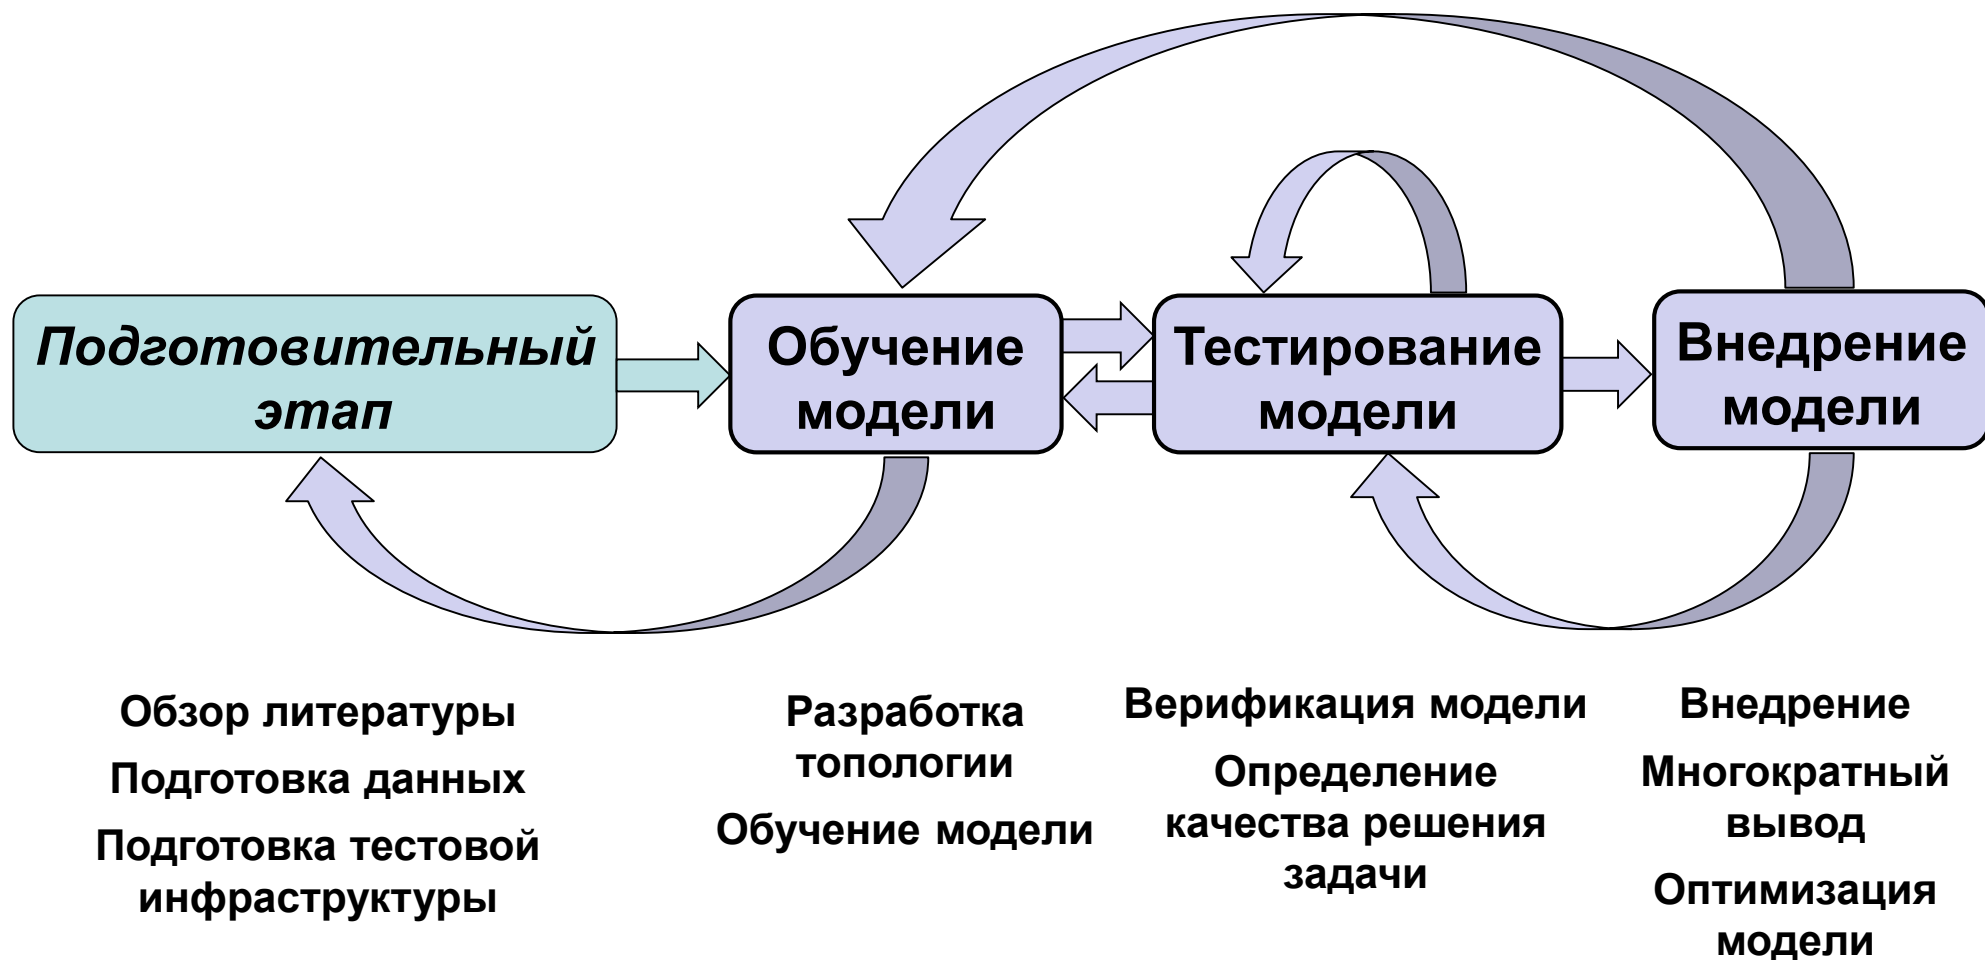 Подготовительный
этап
Обучение
модели
Тестирование
модели
Внедрение
модели
Обзор литературы
Подготовка данных
Подготовка тестовой
инфраструктуры
Разработка
топологии
Обучение модели
Верификация модели
Определение
качества решения
задачи
Внедрение
Многократный
вывод
Оптимизация
модели